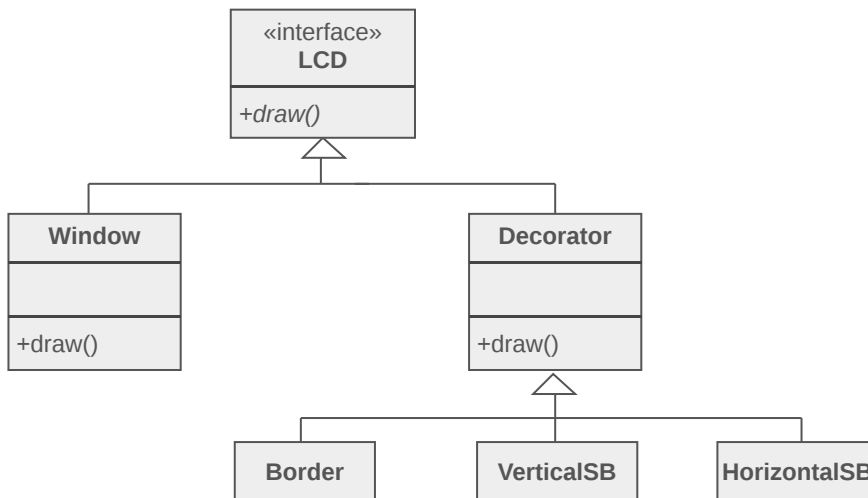 «interface»
LCD
+draw()
Window
Decorator
+draw()
+draw()
Border
VerticalSB
HorizontalSB